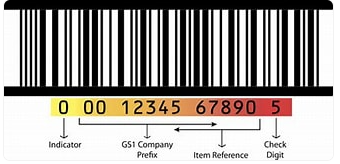 0 00 12345 67890 5
Indicator
GS1 Company Prefix
Item Reference
Check Digit